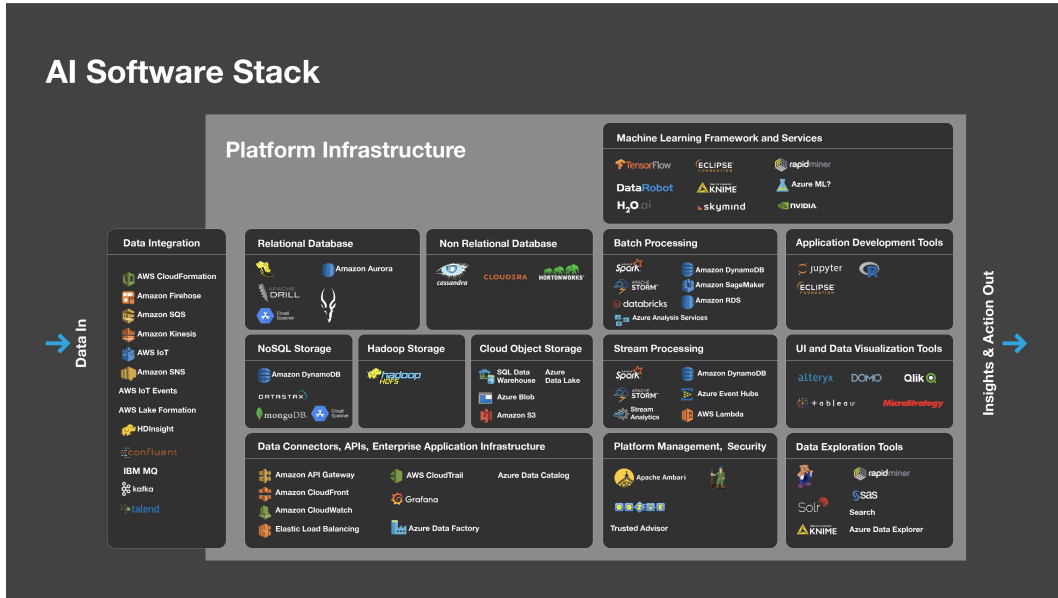 AI Software Stack
Platform Infrastructure
Data In
Data Integration
AWS CloudFormation
Amazon Firehose
Amazon SQS
Amazon Kinesis
AWS IoT
Amazon SNS
AWS IoT Events
AWS Lake Formation
HDInsight
confluent
IBM MQ
kafka
talend
Machine Learning Framework and Services
TensorFlow
ECLIPSE
FOUNDATION
rapidminer
DataRobot
KNIME
Azure ML?
H2O.ai
skymind
NVIDIA
Relational Database
Amazon Aurora
APACHE
DRILL
Cloud
Spanner
Non Relational Database
cassandra
CLOUDERA
HORTONWORKS
Batch Processing
Spark
Amazon DynamoDB
APACHE
STORM
Amazon SageMaker
databricks
Amazon RDS
Azure Analysis Services
Application Development Tools
jupyter
R
ECLIPSE
FOUNDATION
NoSQL Storage
Amazon DynamoDB
DATASTAX
mongoDB
Cloud
Spanner
Hadoop Storage
hadoop
HDFS
Cloud Object Storage
SQL Data
Warehouse
Azure
Data Lake
Azure Blob
Amazon S3
Stream Processing
Spark
Amazon DynamoDB
APACHE
STORM
Azure Event Hubs
Stream
Analytics
AWS Lambda
UI and Data Visualization Tools
alteryx
DOMO
Qlik
+ a b l e a u
MicroStrategy
Data Connectors, APIs, Enterprise Application Infrastructure
Amazon API Gateway
AWS CloudTrail
Azure Data Catalog
Amazon CloudFront
Grafana
Amazon CloudWatch
Elastic Load Balancing
Azure Data Factory
Platform Management, Security
Apache Ambari
OOZIE
Trusted Advisor
Data Exploration Tools
rapidminer
Solr
sas
Search
KNIME
Azure Data Explorer
Insights & Action Out